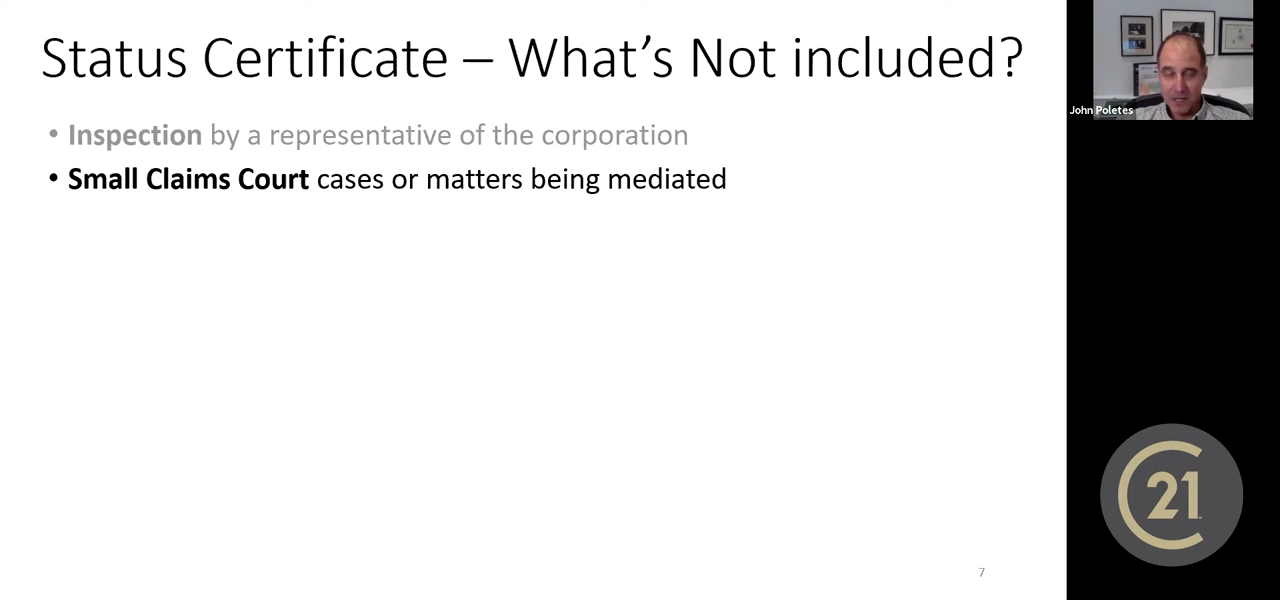 Status Certificate – What's Not included?
• Inspection by a representative of the corporation
• Small Claims Court cases or matters being mediated
John Poletes
C21
7